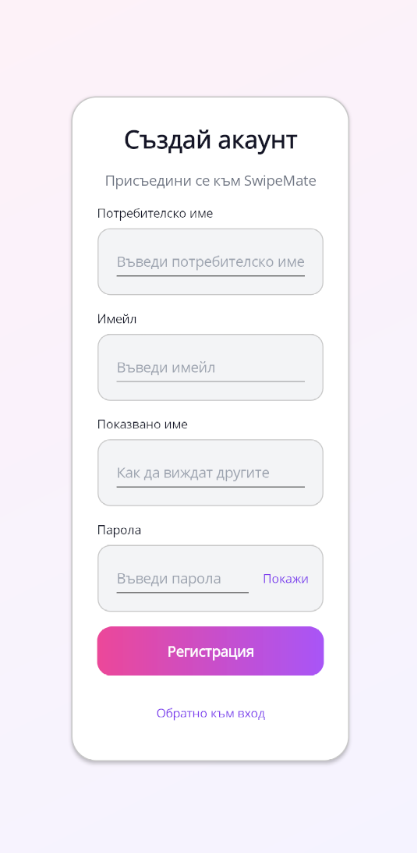 Създай акаунт
Присъедини се към SwipeMate
Потребителско име
Въведи потребителско име
Имейл
Въведи имейл
Показвано име
Как да виждат другите
Парола
Въведи парола Покажи
Регистрация
Обратно към вход